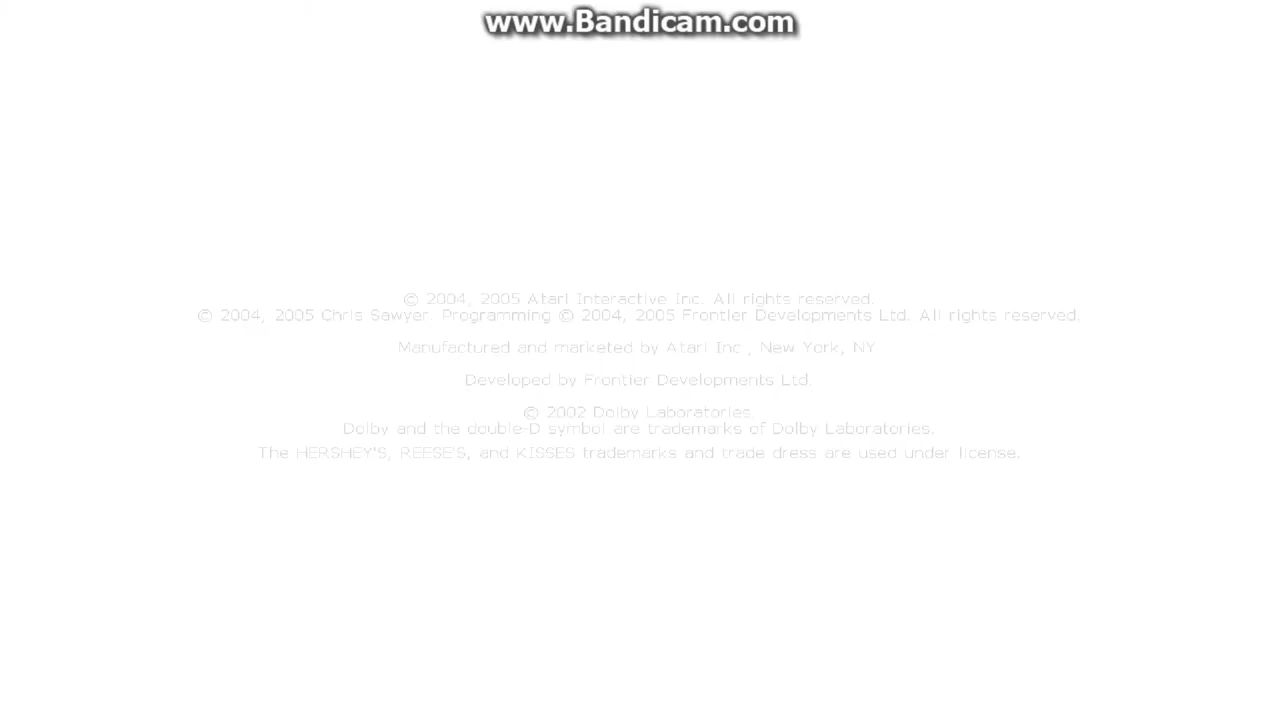 www.Bandicam.com
© 2004, 2005 Atari Interactive Inc. All rights reserved.
© 2004, 2005 Chris Sawyer. Programming © 2004, 2005 Frontier Developments Ltd. All rights reserved.
Manufactured and marketed by Atari Inc., New York, NY
Developed by Frontier Developments Ltd.
© 2002 Dolby Laboratories.
Dolby and the double-D symbol are trademarks of Dolby Laboratories.
The HERSHEY'S, REESE'S, and KISSES trademarks and trade dress are used under license.